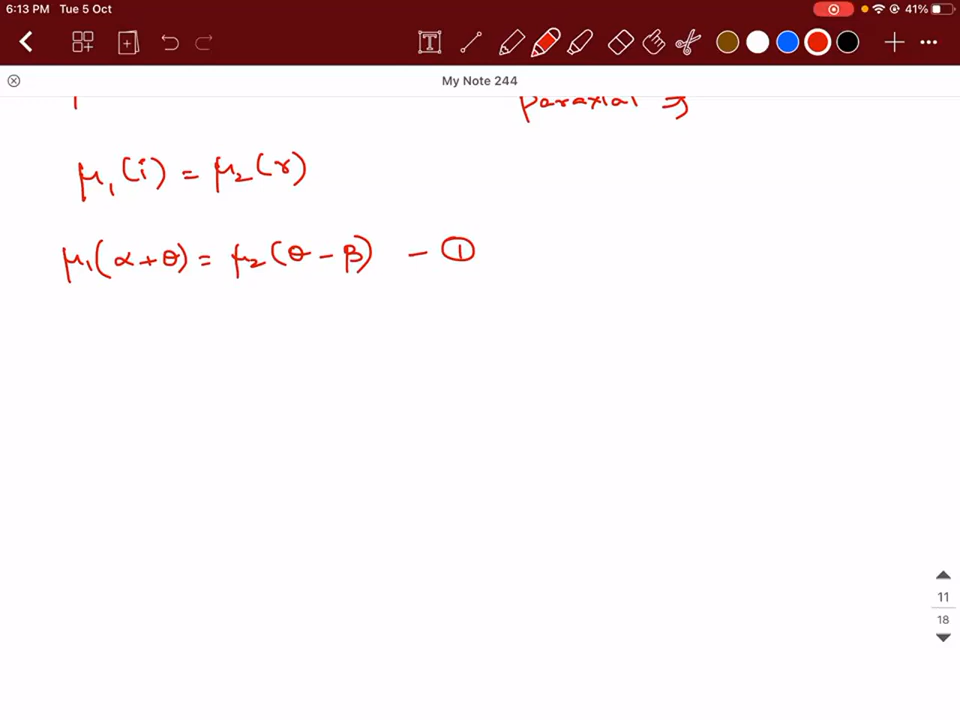 6:13 PM Tue 5 Oct
41%
My Note 244
paraxial
μ₁(i) = μ₂(r)
μ₁(α+θ) = μ₂(θ-β) - ①
11
18